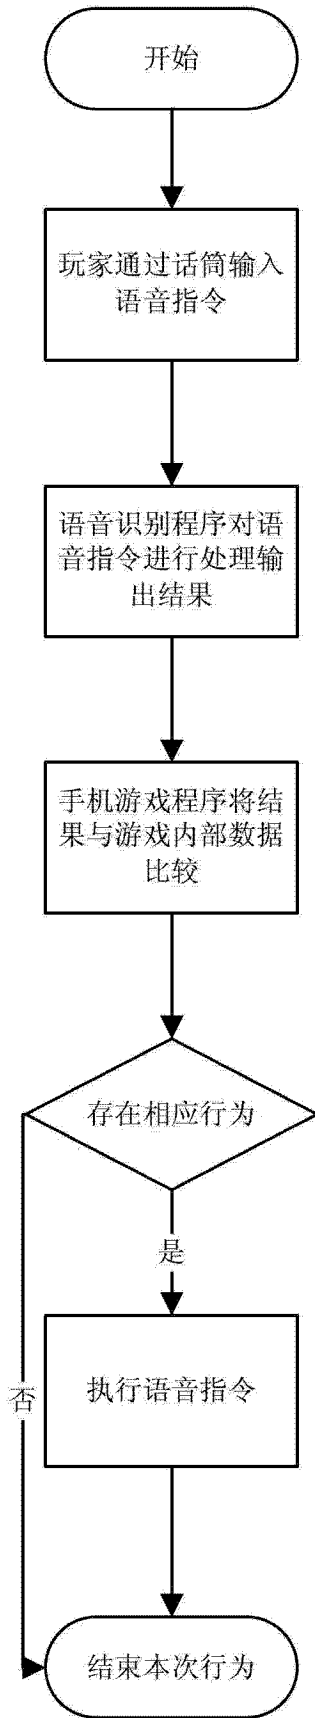 开始
玩家通过话筒输入
语音指令
语音识别程序对语
音指令进行处理输
出结果
手机游戏程序将结
果与游戏内部数据
比较
存在相应行为
是
执行语音指令
否
结束本次行为